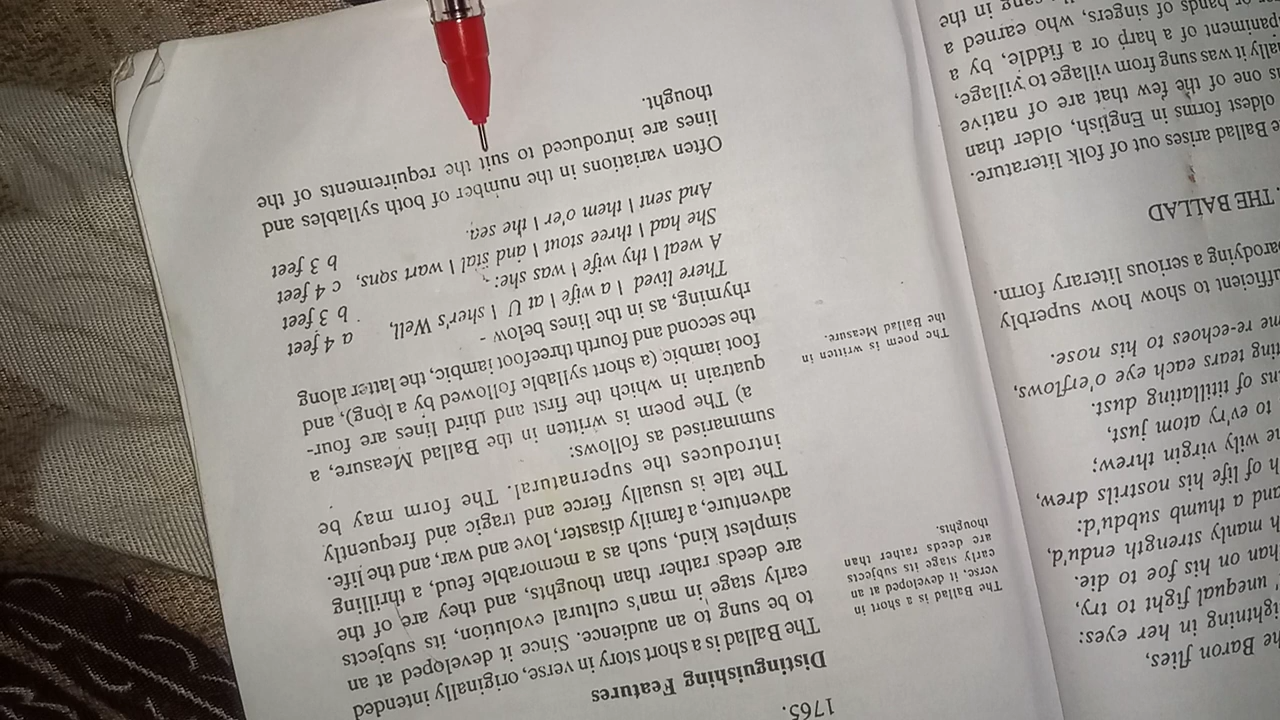 Baron flies,
in her eyes:
unequal fight to try,
on his foe to die.
manly strength endu'd,
and a thumb subdu'd:
of life his nostrils drew,
wily virgin threw;
to ev'ry atom just,
of titillating dust.
tears each eye o'erflows,
re-echoes to his nose.
to show how superbly
parodying a serious literary form.
THE BALLAD
Ballad arises out of folk literature.
oldest forms in English, older than
one of the few that are of native
it was sung from village to village,
of a harp or a fiddle, by a
or bands of singers, who earned a
sang in the
The Ballad is a short in
verse, it developed at an
early stage its subjects
are deeds rather than
thoughts.
The poem is written in
the Ballad Measure.
1765.
Distinguishing Features
The Ballad is a short story in verse, originally intended
to be sung to an audience. Since it developed at an
early stage in man's cultural evolution, its subjects
are deeds rather than thoughts, and they are of the
simplest kind, such as a memorable feud, a thrilling
adventure, a family disaster, love and war, and the life.
The tale is usually fierce and tragic and frequently
introduces the supernatural. The form may be
summarised as follows:
a) The poem is written in the Ballad Measure, a
quatrain in which the first and third lines are four-
foot iambic (a short syllable followed by a long), and
the second and fourth threefoot iambic, the latter along
rhyming, as in the lines below -
There lived I a wife I at U I sher's Well, a 4 feet
A weal I thy wife I was she: b 3 feet
She had I three stout I and stal I wart sons, c 4 feet
And sent I them o'er I the sea. b 3 feet
Often variations in the number of both syllables and
lines are introduced to suit the requirements of the
thought.